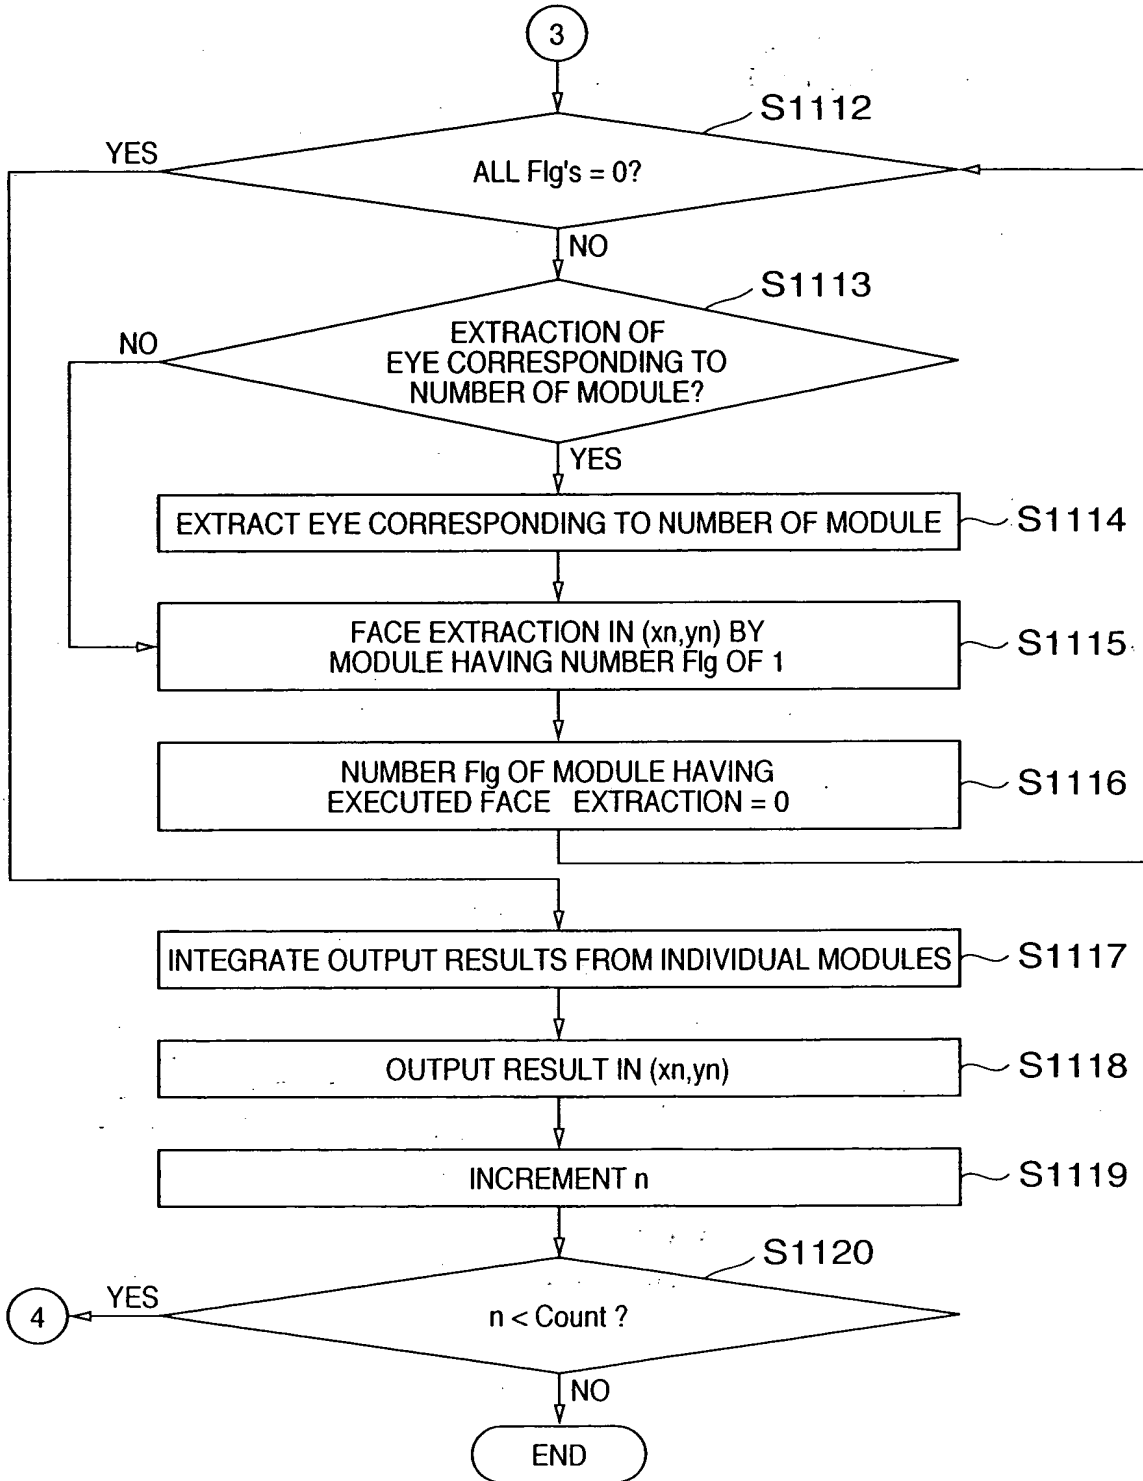 3
S1112
YES
ALL Flg's = 0?
NO
S1113
NO
EXTRACTION OF
EYE CORRESPONDING TO
NUMBER OF MODULE?
YES
EXTRACT EYE CORRESPONDING TO NUMBER OF MODULE
S1114
FACE EXTRACTION IN (xn,yn) BY
MODULE HAVING NUMBER Flg OF 1
S1115
NUMBER Flg OF MODULE HAVING
EXECUTED FACE EXTRACTION = 0
S1116
INTEGRATE OUTPUT RESULTS FROM INDIVIDUAL MODULES
S1117
OUTPUT RESULT IN (xn,yn)
S1118
INCREMENT n
S1119
S1120
4
YES
n < Count ?
NO
END